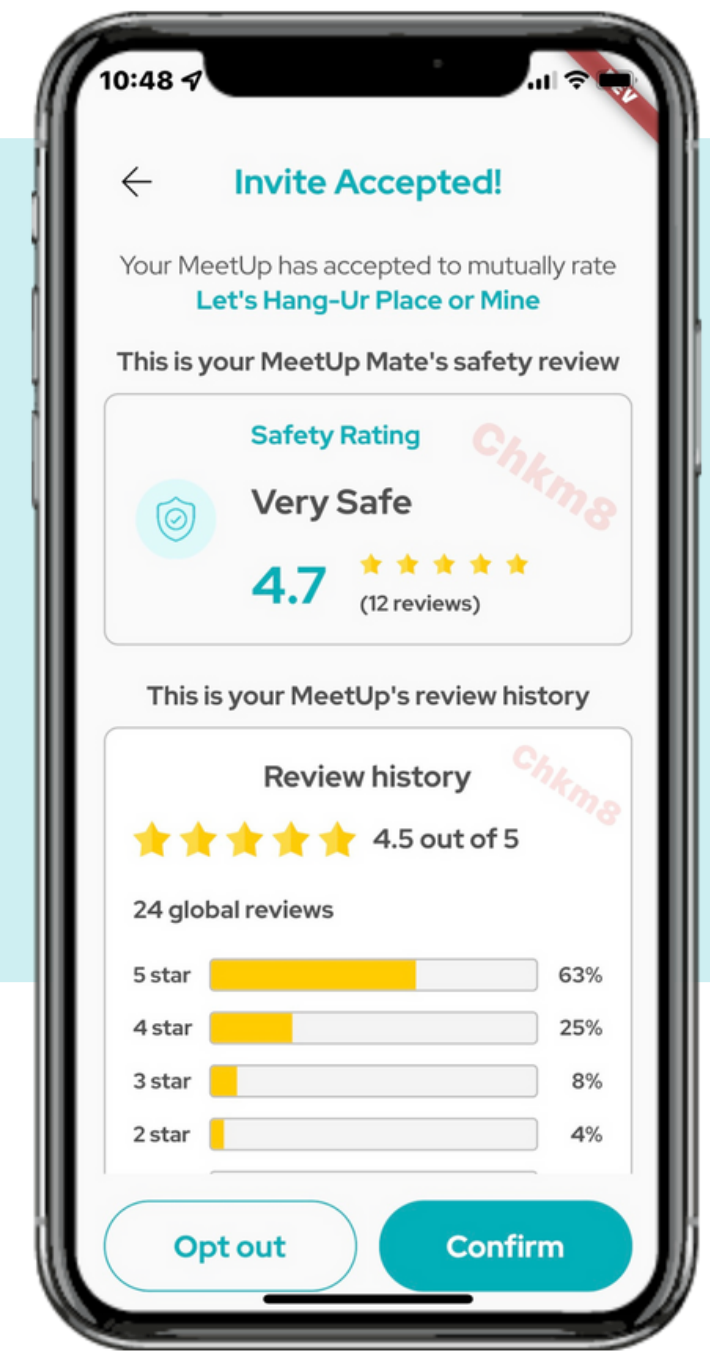 10:48
DEV
Invite Accepted!
Your MeetUp has accepted to mutually rate
Let's Hang-Ur Place or Mine
This is your MeetUp Mate's safety review
Safety Rating
Chkm8
Very Safe
4.7
(12 reviews)
This is your MeetUp's review history
Chkm8
Review history
4.5 out of 5
24 global reviews
5 star 63%
4 star 25%
3 star 8%
2 star 4%
Opt out
Confirm